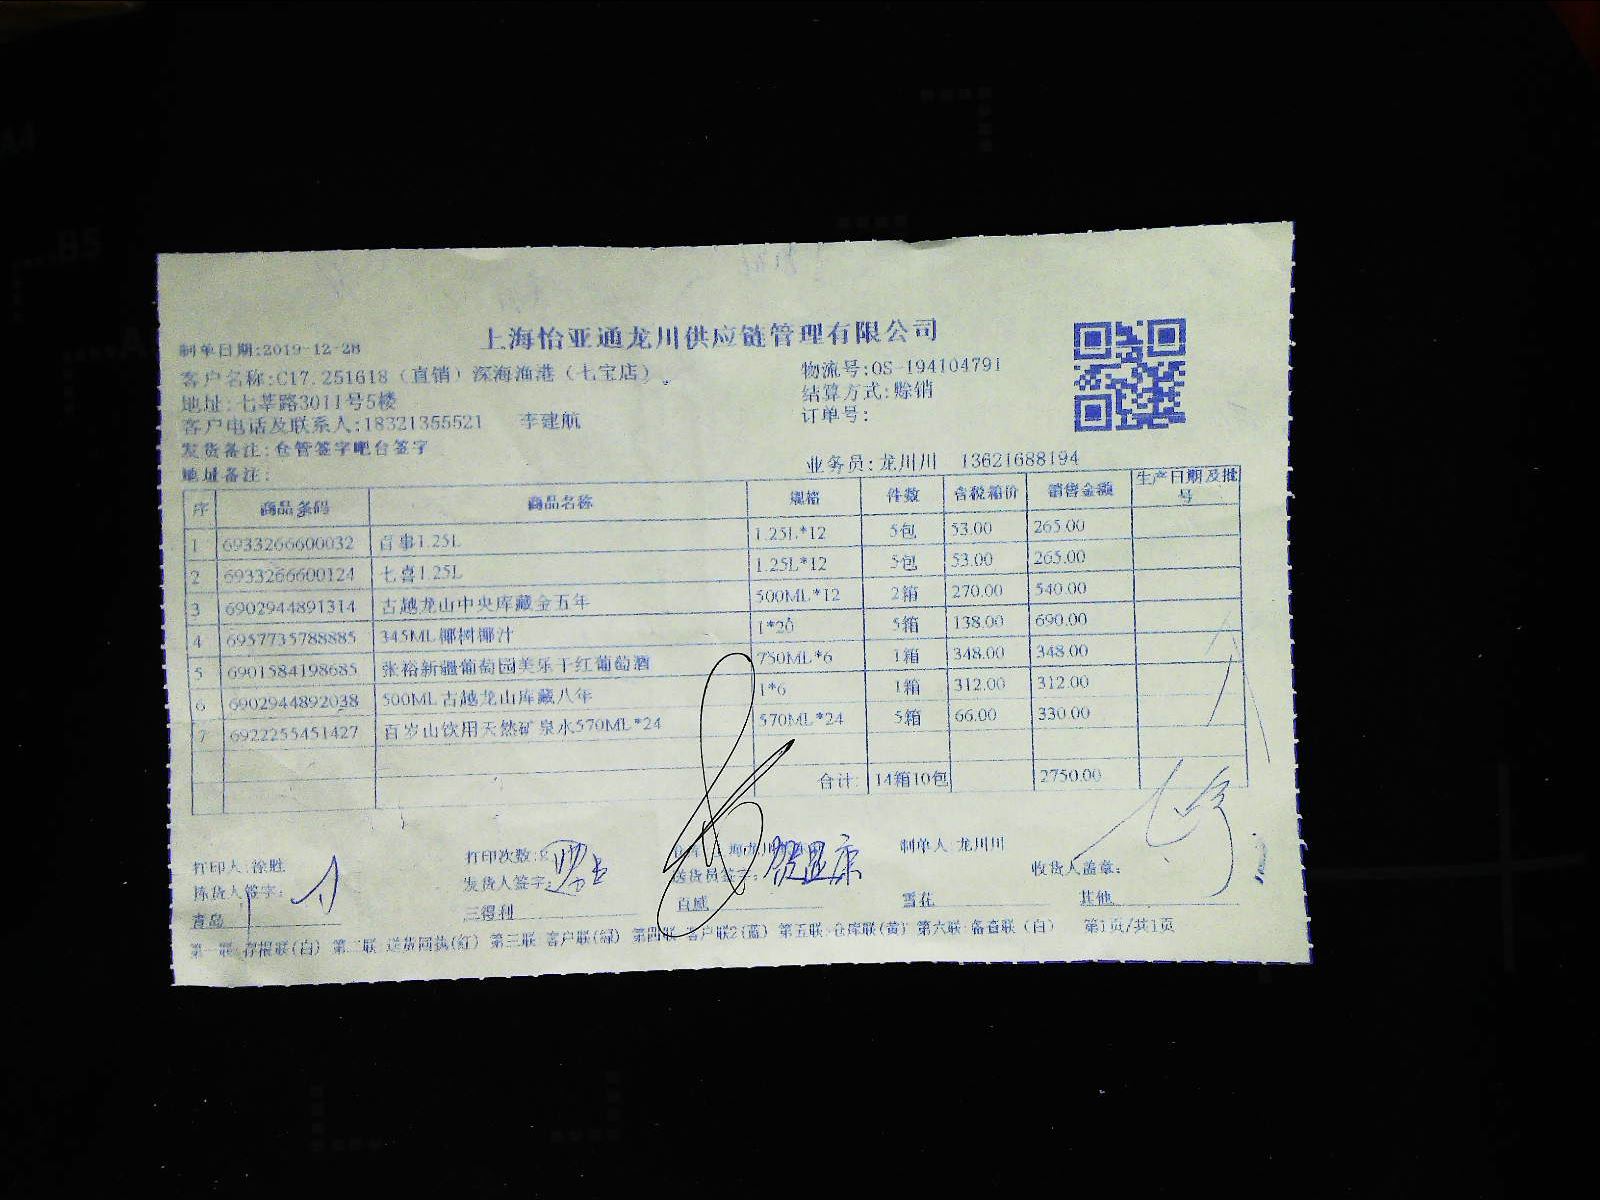 上海怡亚通龙川供应链管理有限公司
制单日期:2019-12-28
客户名称:C17.251618（直销）深海渔港（七宝店）。
物流号:OS-194104791
地址:七莘路3011号5楼
结算方式:赊销
客户电话及联系人:18321355521 李建航
订单号:
发货备注:仓管签字吧台签字
地址备注:
业务员:龙川川 13621688194
序 商品条码 商品名称 规格 件数 含税箱价 销售金额 生产日期及批号
1 6933266600032 百事1.25L 1.25L*12 5包 53.00 265.00
2 6933266600124 七喜1.25L 1.25L*12 5包 53.00 265.00
3 6902944891314 古越龙山中央库藏金五年 500ML*12 2箱 270.00 540.00
4 6957735788885 345ML椰树椰汁 1*20 5箱 138.00 690.00
5 6901584198685 张裕新疆葡萄园美乐干红葡萄酒 750ML*6 1箱 348.00 348.00
6 6902944892038 500ML古越龙山库藏八年 1*6 1箱 312.00 312.00
7 6922255451427 百岁山饮用天然矿泉水570ML*24 570ML*24 5箱 66.00 330.00
合计: 14箱10包 2750.00
打印人:徐胜 打印次数: 制单人:龙川川
拣货人签字: 发货人签字: 送货员签字: 收货人盖章:
青岛 三得利 百威 雪花 其他
第一联:存根联(白) 第二联:送货回执(红) 第三联:客户联(绿) 第四联:客户联2(蓝) 第五联:仓库联(黄) 第六联:备查联（白） 第1页/共1页